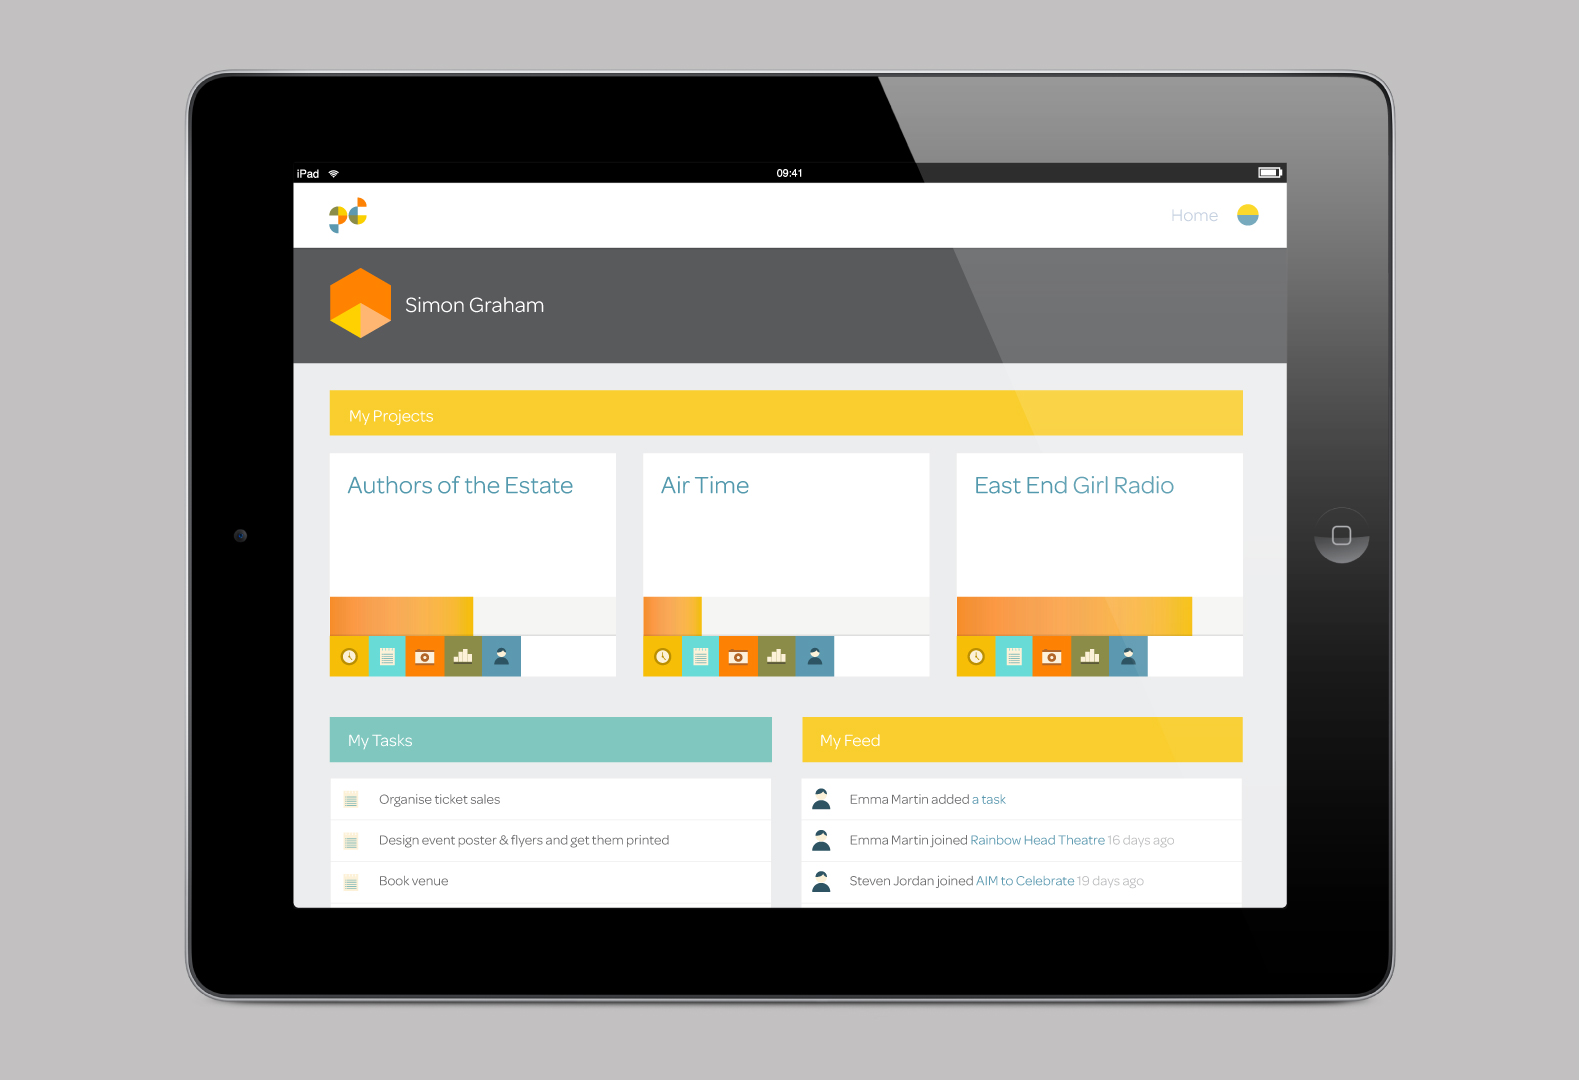 iPad
09:41
Home
Simon Graham
My Projects
Authors of the Estate
Air Time
East End Girl Radio
My Tasks
Organise ticket sales
Design event poster & flyers and get them printed
Book venue
My Feed
Emma Martin added a task
Emma Martin joined Rainbow Head Theatre 16 days ago
Steven Jordan joined AIM to Celebrate 19 days ago